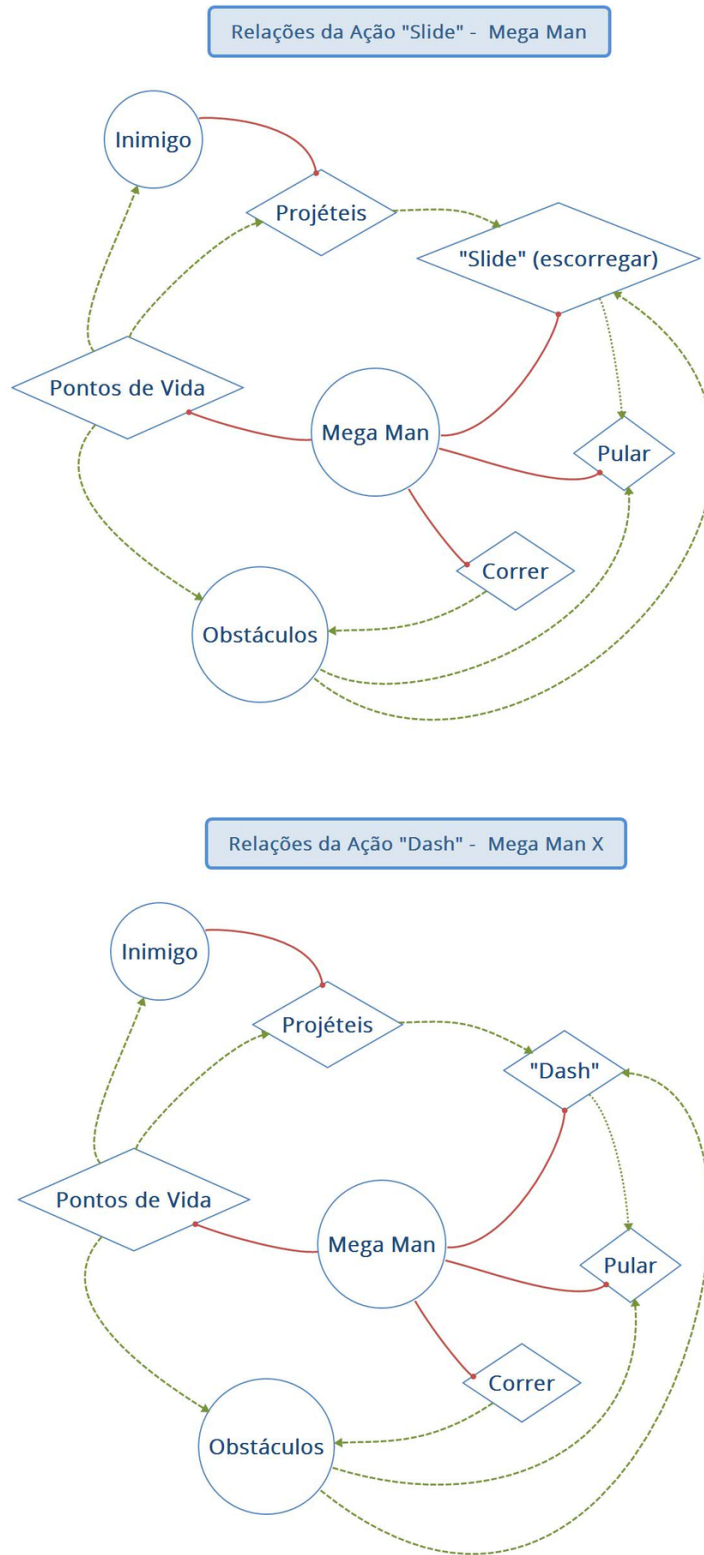 Relações da Ação "Slide" -  Mega Man
Inimigo
Projéteis
"Slide" (escorregar)
Pontos de Vida
Mega Man
Pular
Correr
Obstáculos
Relações da Ação "Dash" -  Mega Man X
Inimigo
Projéteis
"Dash"
Pontos de Vida
Mega Man
Pular
Correr
Obstáculos